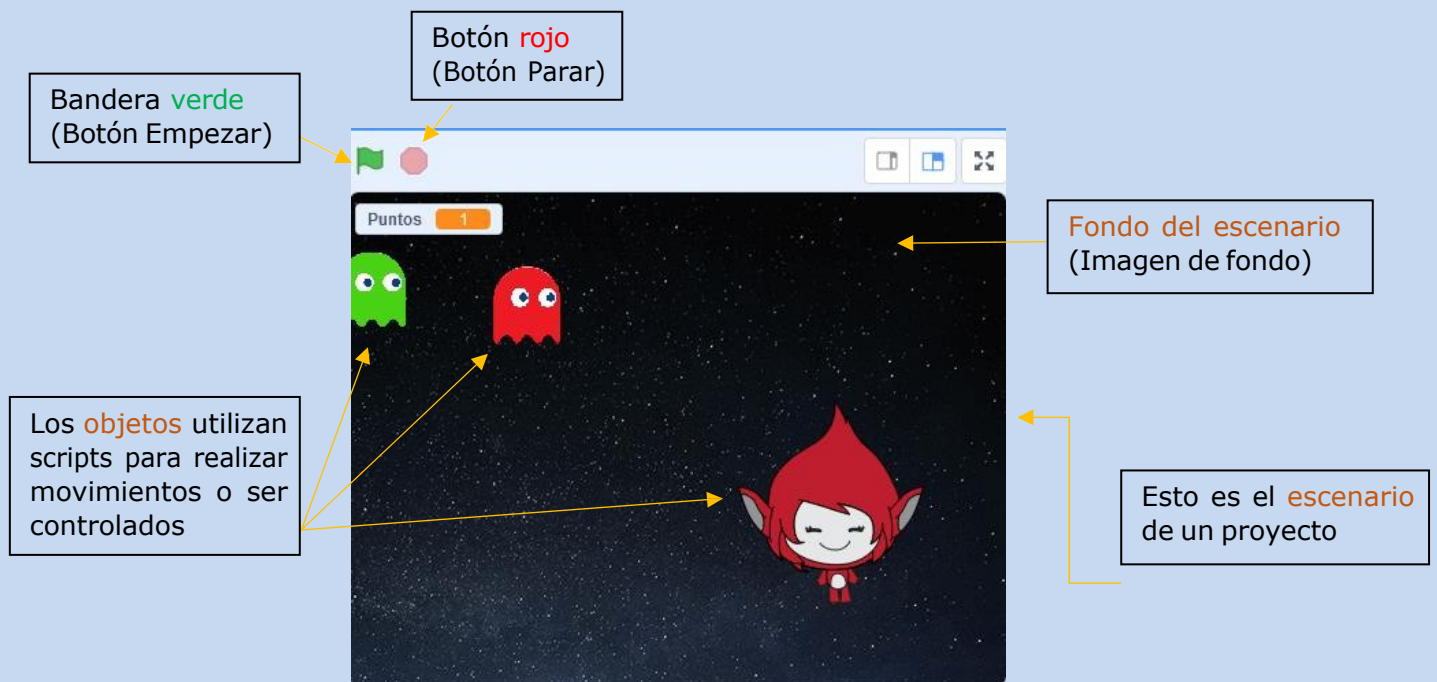 Botón rojo
(Botón Parar)
Bandera verde
(Botón Empezar)
Puntos 1
Fondo del escenario
(Imagen de fondo)
Los objetos utilizan
scripts para realizar
movimientos o ser
controlados
Esto es el escenario
de un proyecto